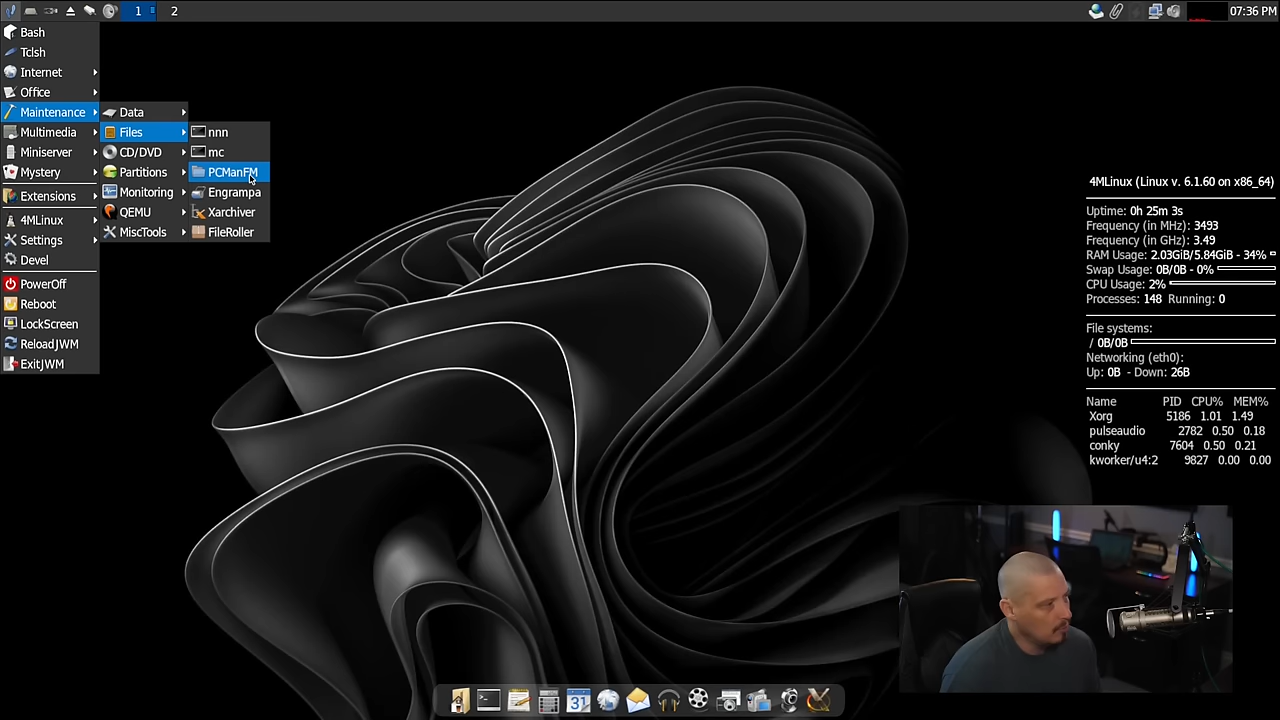 1
2
07:36 PM
Bash
Tclsh
Internet
Office
Maintenance
Multimedia
Miniserver
Mystery
Extensions
4MLinux
Settings
Devel
PowerOff
Reboot
LockScreen
ReloadJWM
ExitJWM
Data
Files
CD/DVD
Partitions
Monitoring
QEMU
MiscTools
nnn
mc
PCManFM
Engrampa
Xarchiver
FileRoller
4MLinux (Linux v. 6.1.60 on x86_64)
Uptime: 0h 25m 3s
Frequency (in MHz): 3493
Frequency (in GHz): 3.49
RAM Usage: 2.03GiB/5.84GiB - 34%
Swap Usage: 0B/0B - 0%
CPU Usage: 2%
Processes: 148 Running: 0
File systems:
/ 0B/0B
Networking (eth0):
Up: 0B - Down: 26B
Name PID CPU% MEM%
Xorg 5186 1.01 1.49
pulseaudio 2782 0.50 0.18
conky 7604 0.50 0.21
kworker/u4:2 9827 0.00 0.00
31